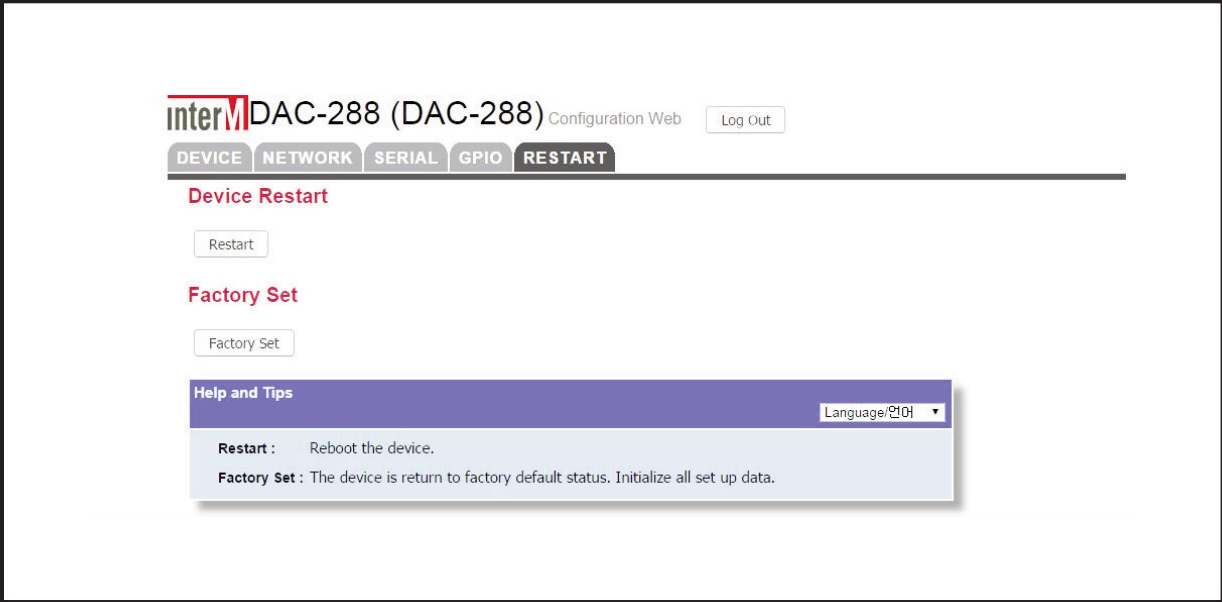 interM DAC-288 (DAC-288) Configuration Web Log Out
DEVICE NETWORK SERIAL GPIO RESTART
Device Restart
Restart
Factory Set
Factory Set
Help and Tips
Language/언어 ▼
Restart : Reboot the device.
Factory Set : The device is return to factory default status. Initialize all set up data.